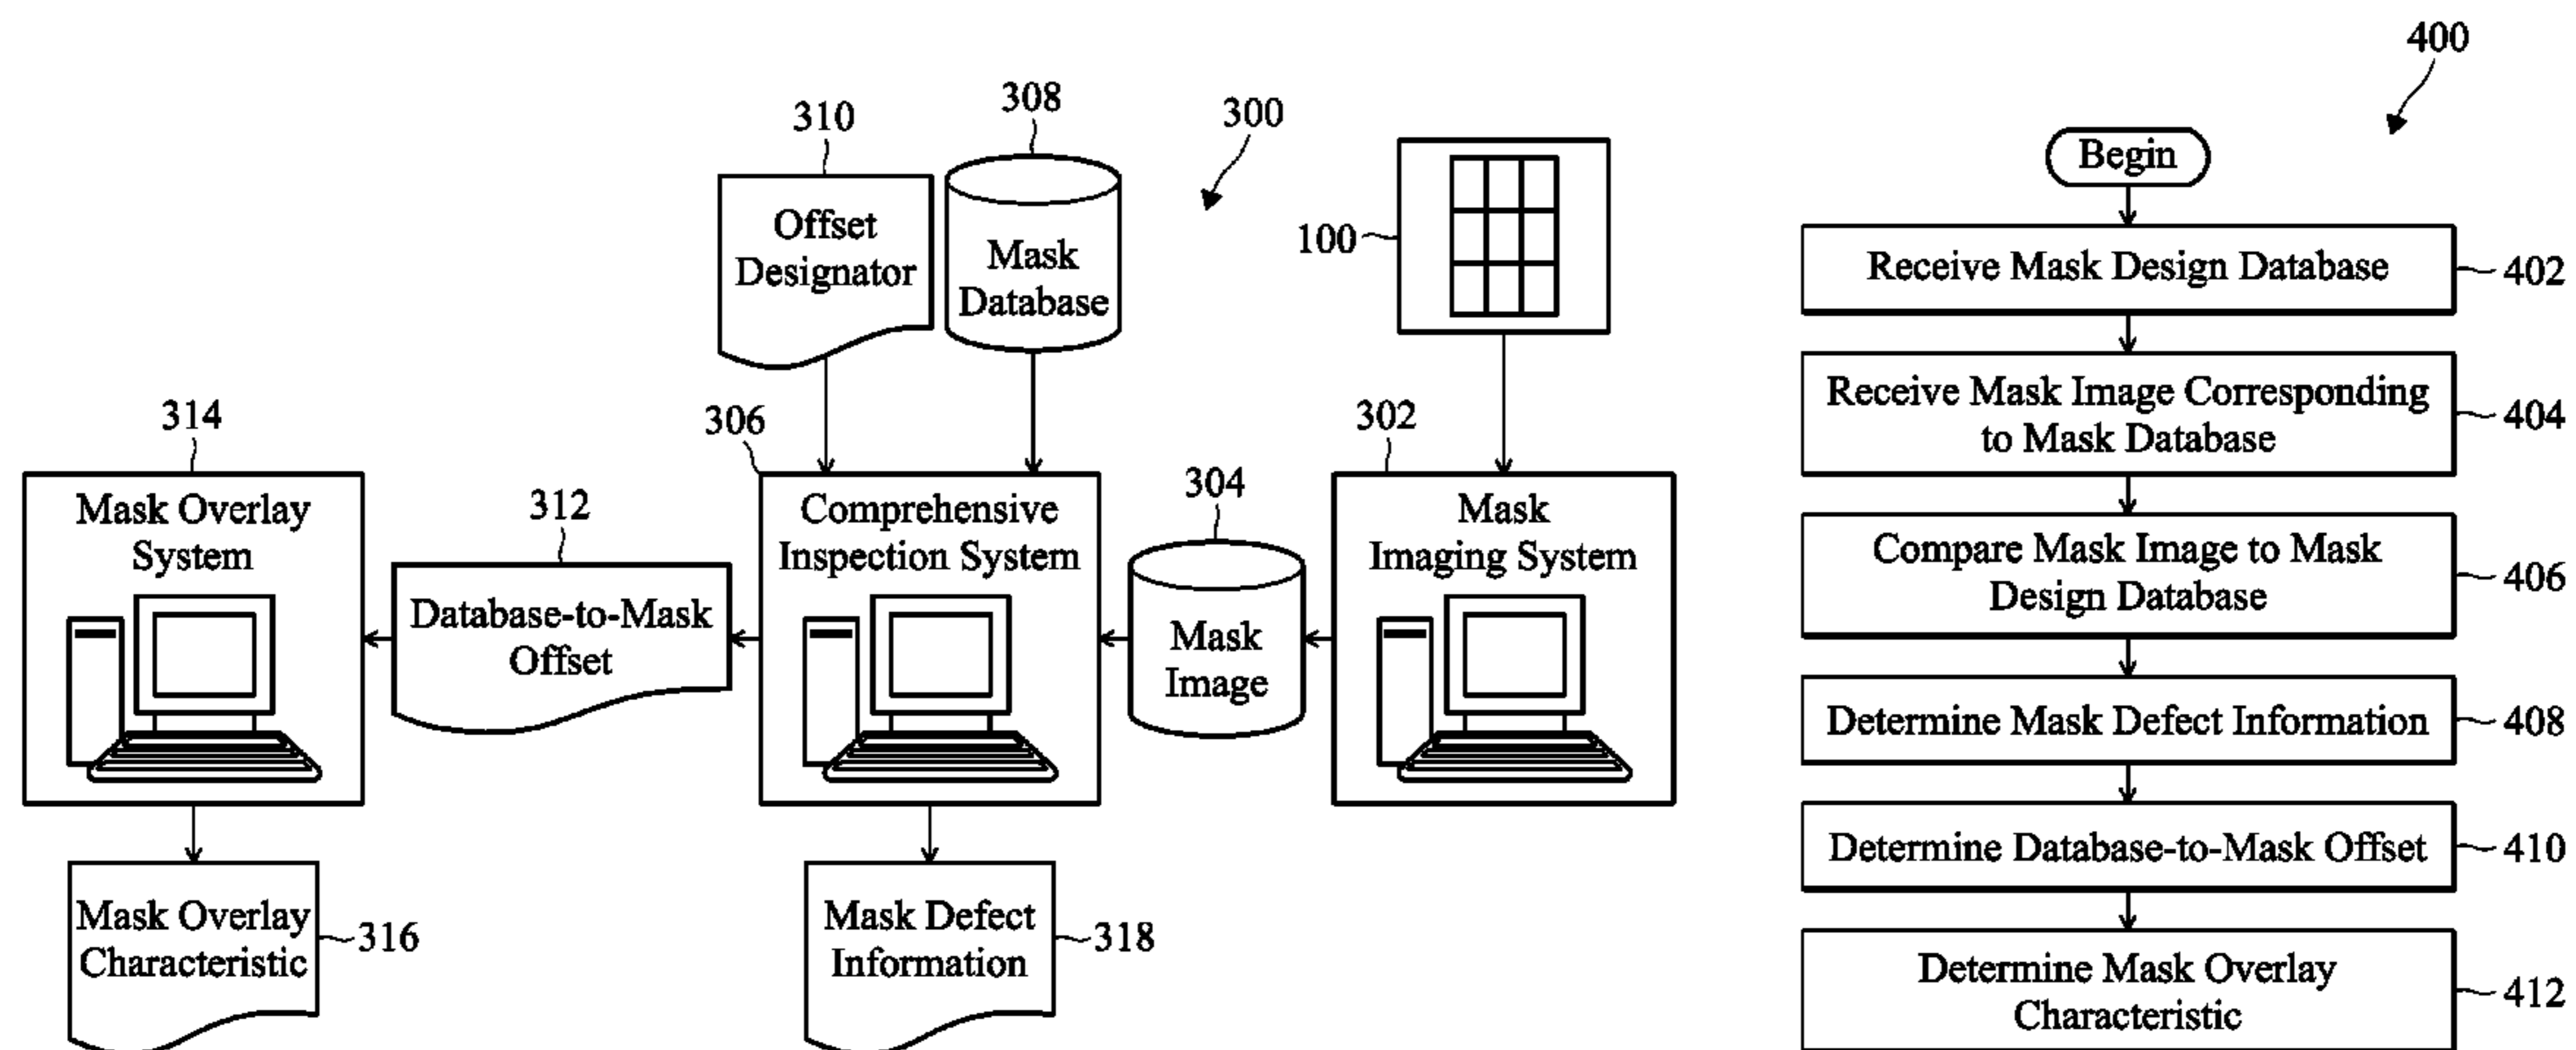 310
308
300
Offset
Designator
Mask
Database
100
314
306
302
Mask Overlay
System
312
Database-to-Mask
Offset
Comprehensive
Inspection System
304
Mask
Image
Mask
Imaging System
Mask Overlay
Characteristic
316
Mask Defect
Information
318
400
Begin
Receive Mask Design Database
402
Receive Mask Image Corresponding
to Mask Database
404
Compare Mask Image to Mask
Design Database
406
Determine Mask Defect Information
408
Determine Database-to-Mask Offset
410
Determine Mask Overlay
Characteristic
412